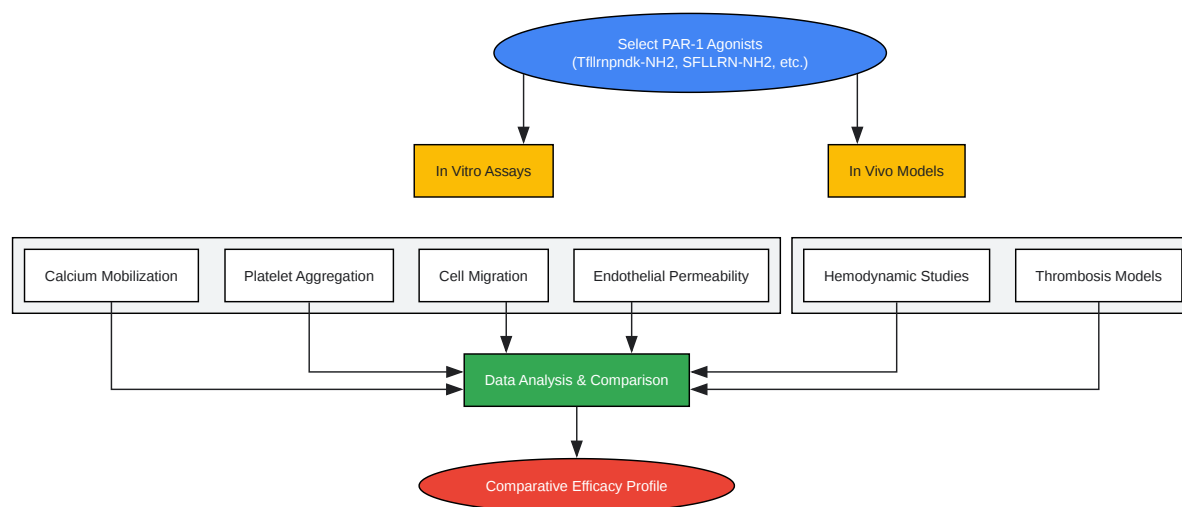 Select PAR-1 Agonists
(Tfllrnpndk-NH2, SFLLRN-NH2, etc.)
In Vitro Assays
In Vivo Models
Calcium Mobilization
Platelet Aggregation
Cell Migration
Endothelial Permeability
Hemodynamic Studies
Thrombosis Models
Data Analysis & Comparison
Comparative Efficacy Profile